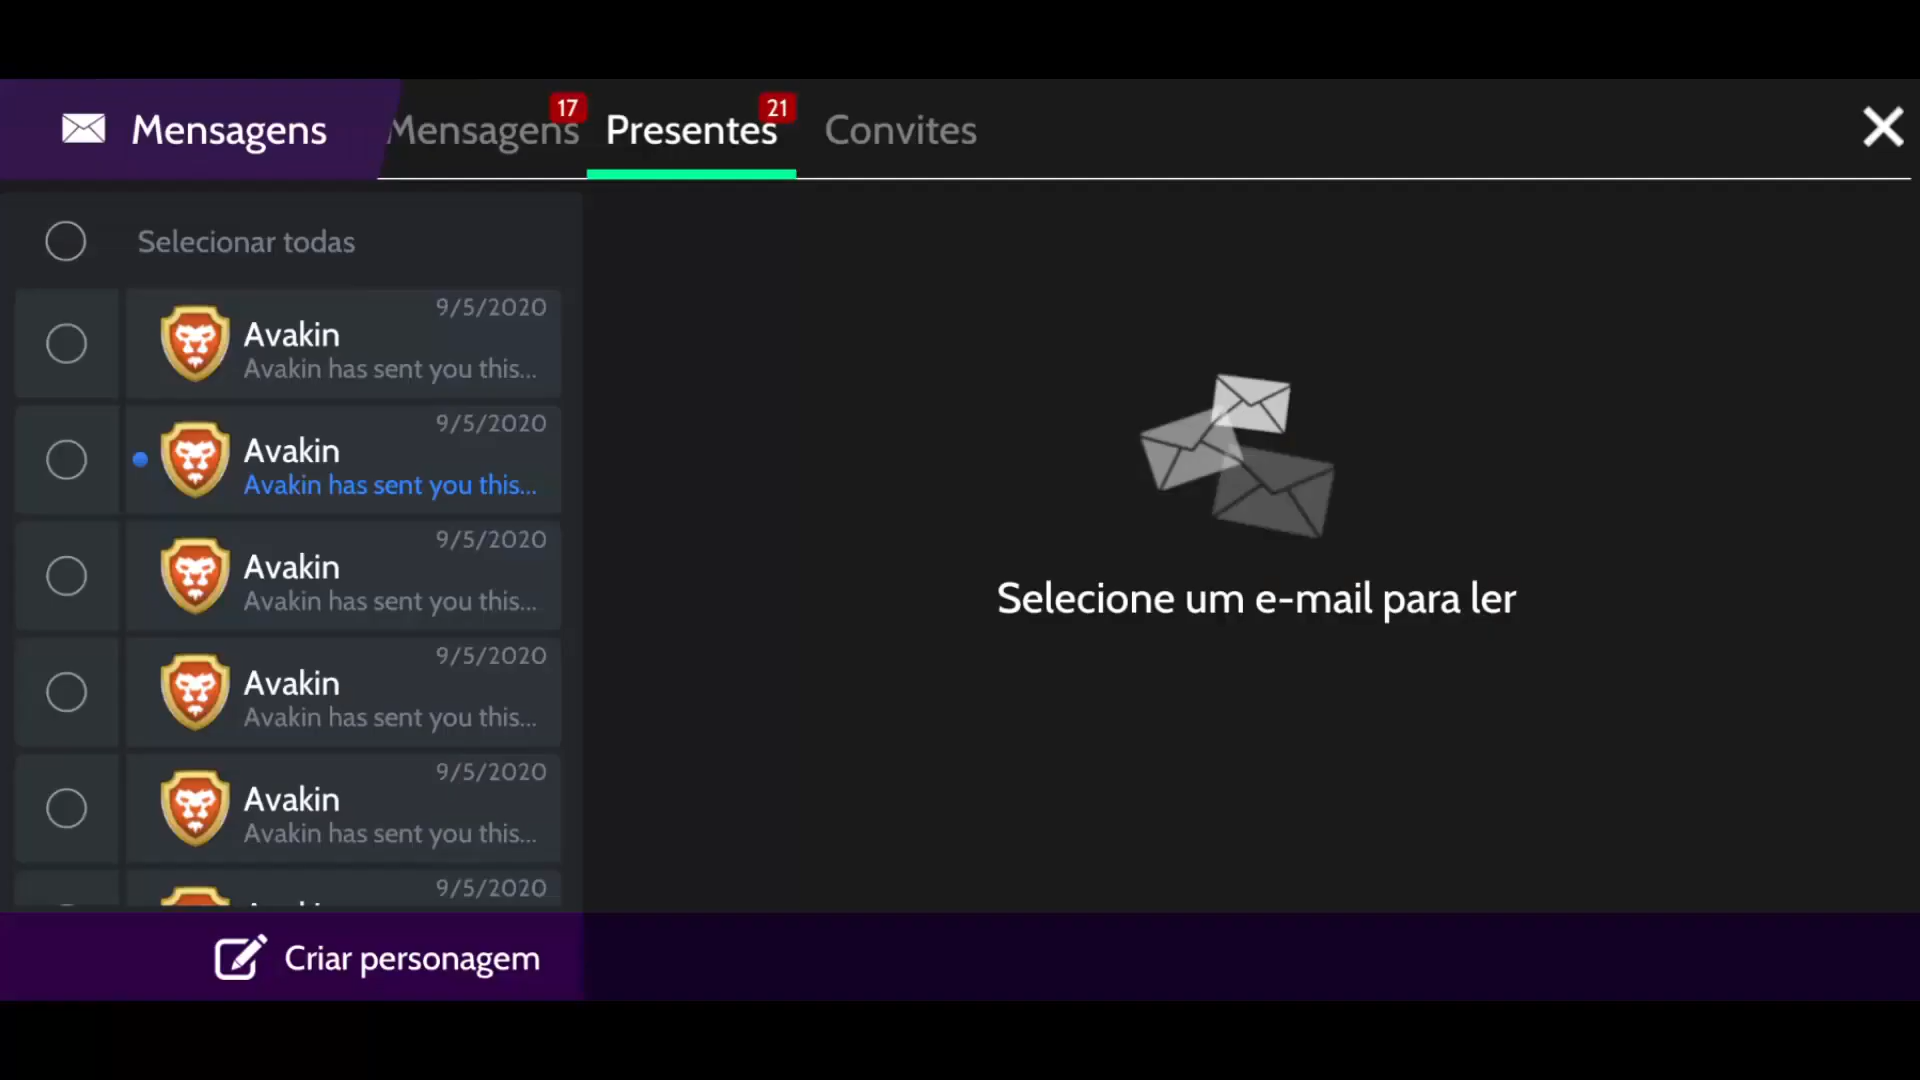 Mensagens
Mensagens 17 Presentes 21 Convites
Selecionar todas
9/5/2020
Avakin
Avakin has sent you this...
9/5/2020
Avakin
Avakin has sent you this...
9/5/2020
Avakin
Avakin has sent you this...
9/5/2020
Avakin
Avakin has sent you this...
9/5/2020
Avakin
Avakin has sent you this...
9/5/2020
Selecione um e-mail para ler
Criar personagem